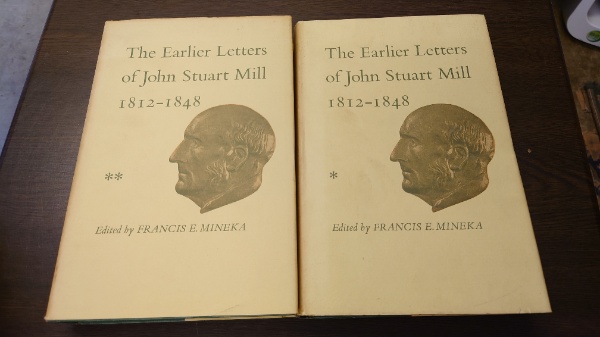 The Earlier Letters
of John Stuart Mill
1812-1848
**
Edited by FRANCIS E. MINEKA
The Earlier Letters
of John Stuart Mill
1812-1848
*
Edited by FRANCIS E. MINEKA